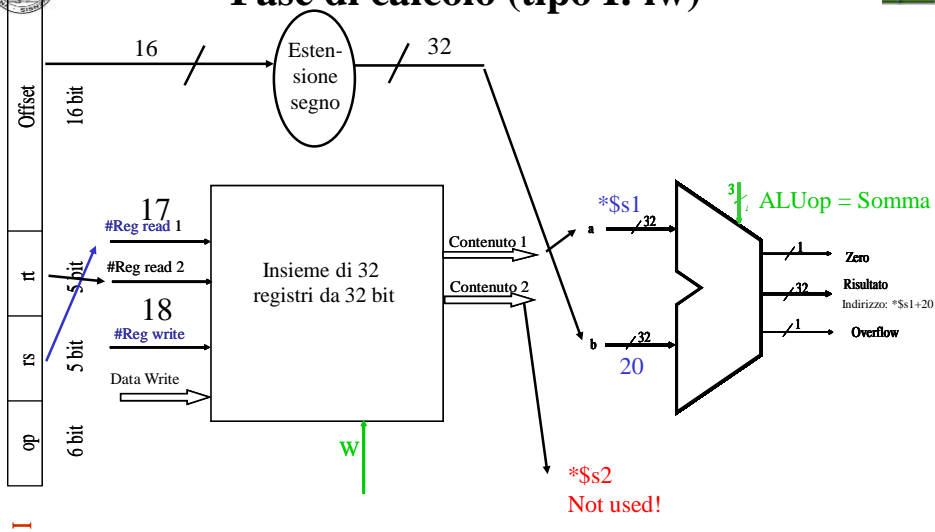 Fase di calcolo (tipo I: lw)
16
Esten-
sione
segno
32
Offset
16 bit
17
#Reg read 1
#Reg read 2
18
#Reg write
Data Write
Insieme di 32
registri da 32 bit
W
Contenuto 1
Contenuto 2
*$s1
a
32
b
32
20
3
ALUop = Somma
1
Zero
32
Risultato
Indirizzo: *$s1+20
1
Overflow
rt
5 bit
rs
5 bit
op
6 bit
*$s2
Not used!
I